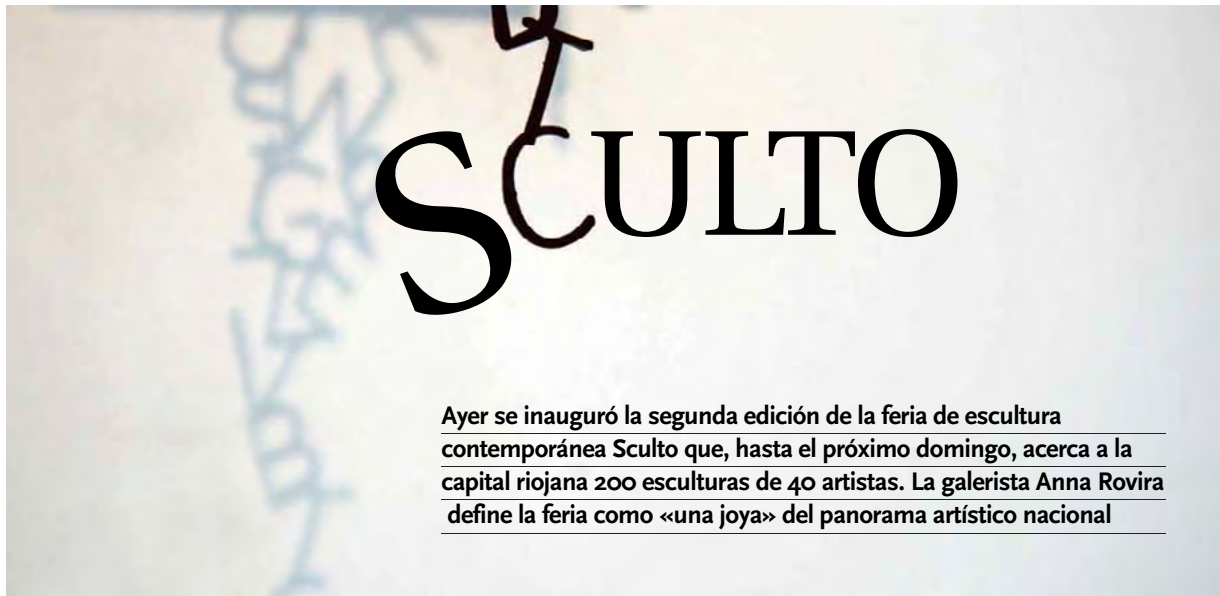 SCULTO
Ayer se inauguró la segunda edición de la feria de escultura
contemporánea Sculto que, hasta el próximo domingo, acerca a la
capital riojana 200 esculturas de 40 artistas. La galerista Anna Rovira
define la feria como «una joya» del panorama artístico nacional